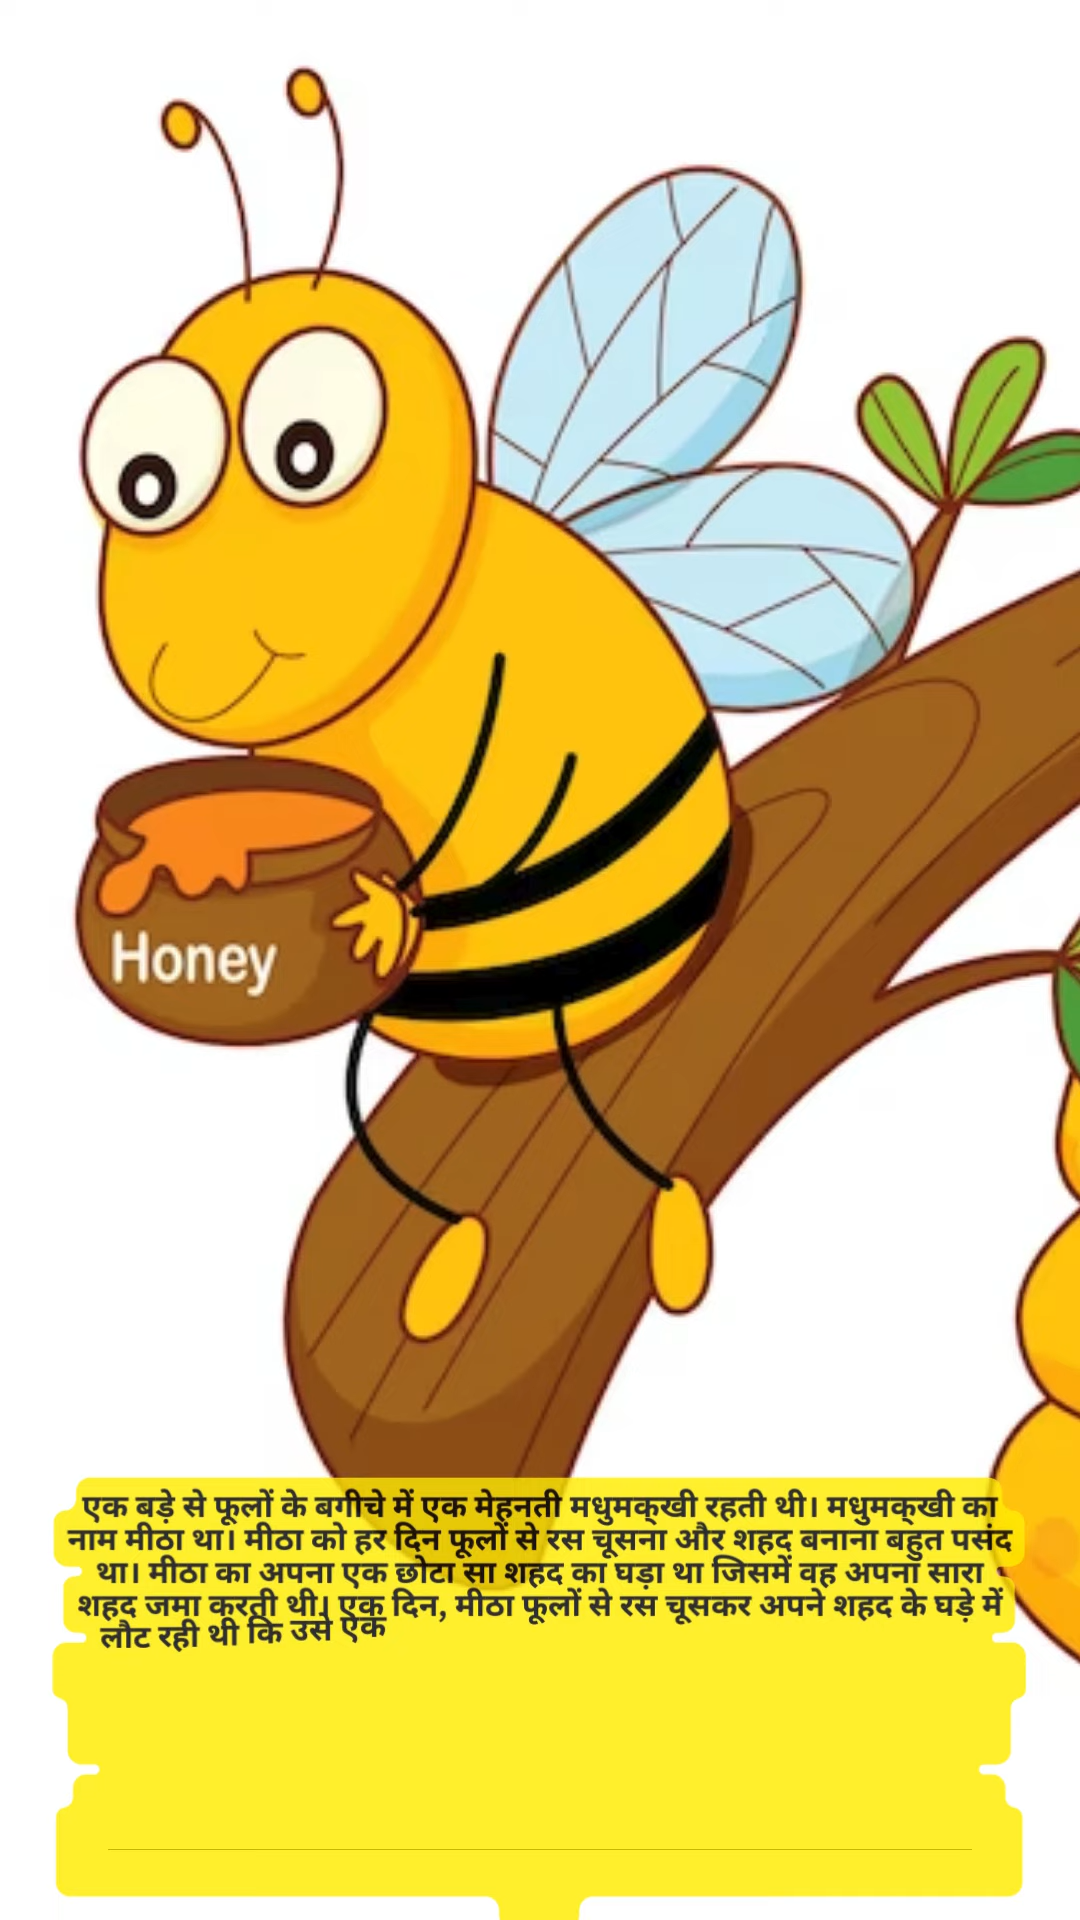 Honey
एक बड़े से फूलों के बगीचे में एक मेहनती मधुमक्खी रहती थी। मधुमक्खी का
नाम मीठा था। मीठा को हर दिन फूलों से रस चूसना और शहद बनाना बहुत पसंद
था। मीठा का अपना एक छोटा सा शहद का घड़ा था जिसमें वह अपना सारा
शहद जमा करती थी। एक दिन, मीठा फूलों से रस चूसकर अपने शहद के घड़े में
लौट रही थी कि उसे एक